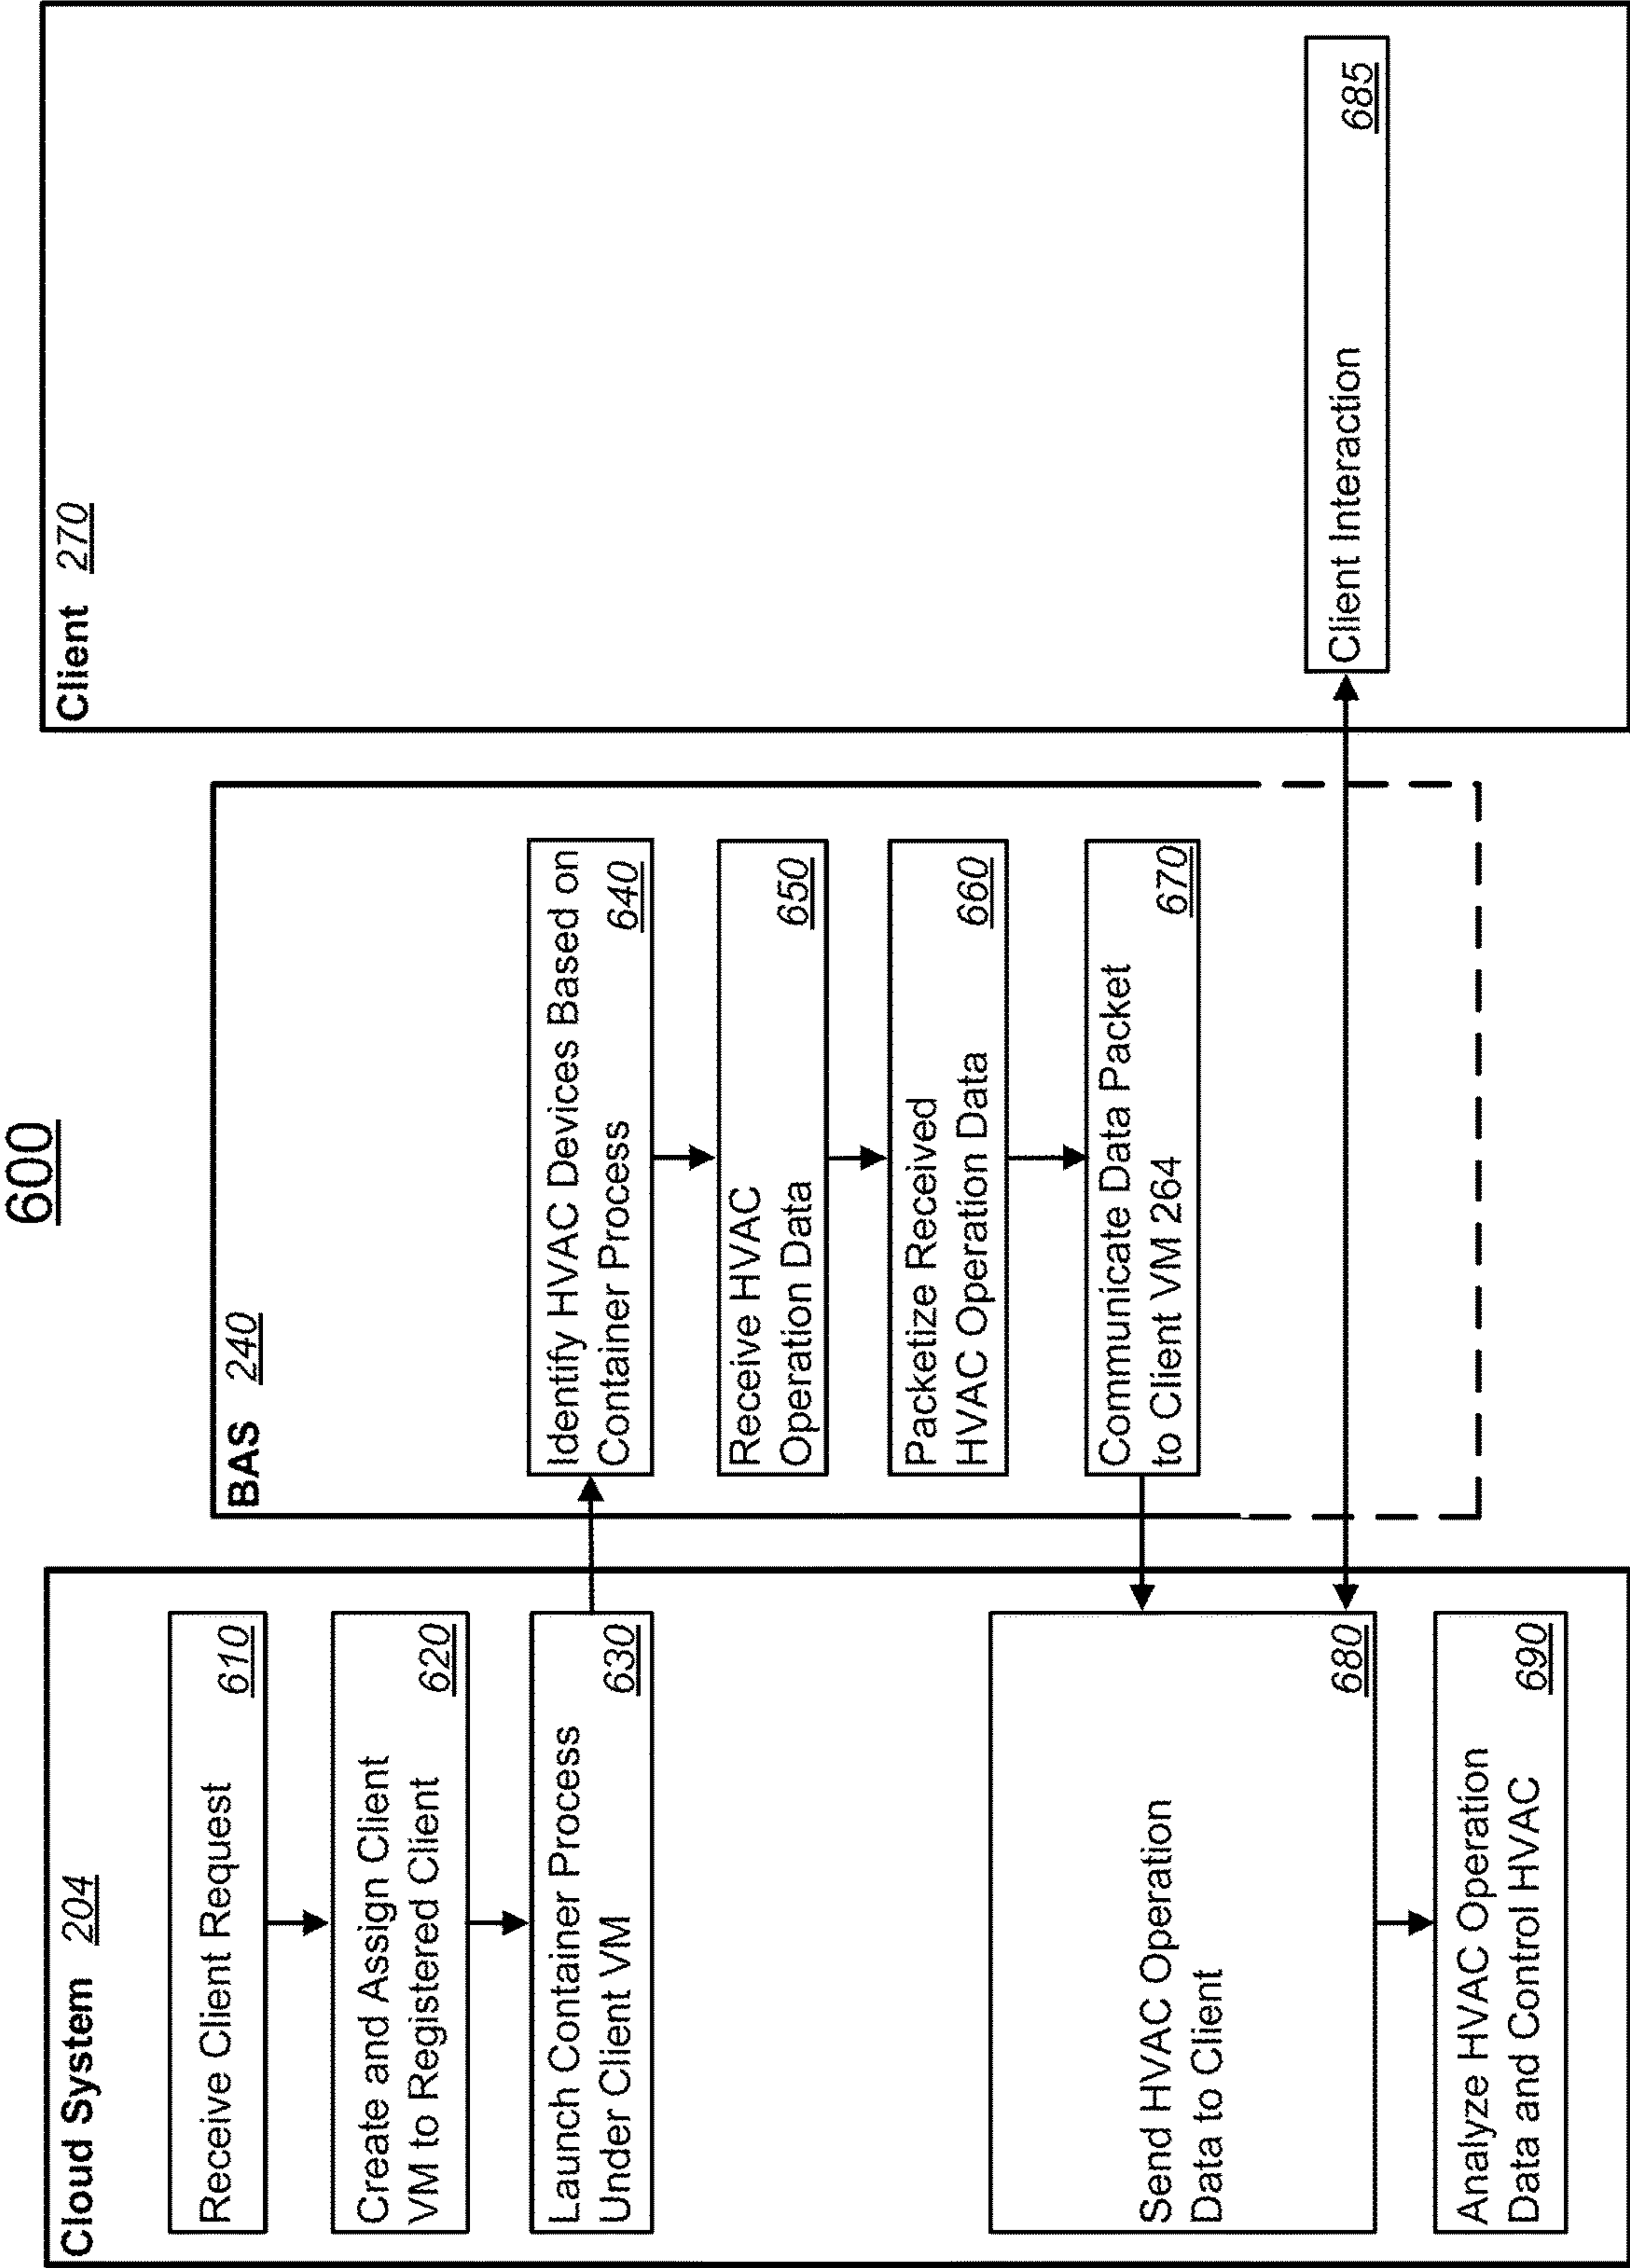 600
Cloud System 204
Receive Client Request
610
Create and Assign Client
VM to Registered Client
620
Launch Container Process
Under Client VM
630
Send HVAC Operation
Data to Client
680
Analyze HVAC Operation
Data and Control HVAC
690
BAS 240
Identify HVAC Devices Based on
Container Process
640
Receive HVAC
Operation Data
650
Packetize Received
HVAC Operation Data
660
Communicate Data Packet
to Client VM 264
670
Client 270
Client Interaction
685